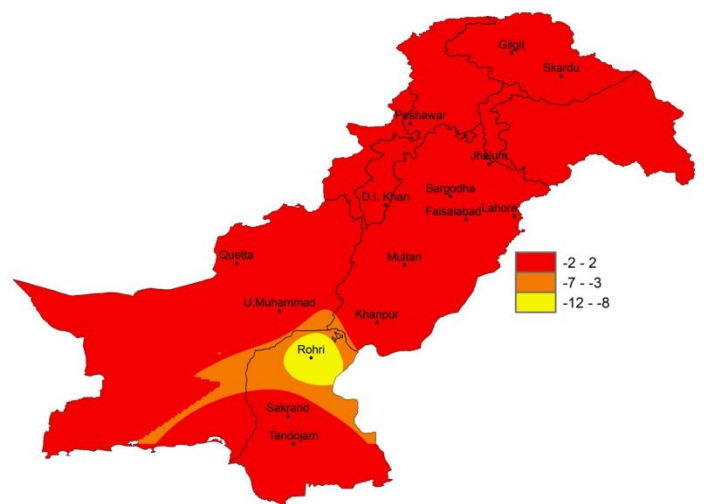 Gilgit
Skardu
Peshawar
Jhelum
Sargodha
D.I. Khan
Faisalabad
Lahore
Quetta
Multan
-2 - 2
-7 - -3
-12 - -8
U.Muhammad
Khanpur
Rohri
Sakrand
Tandojam